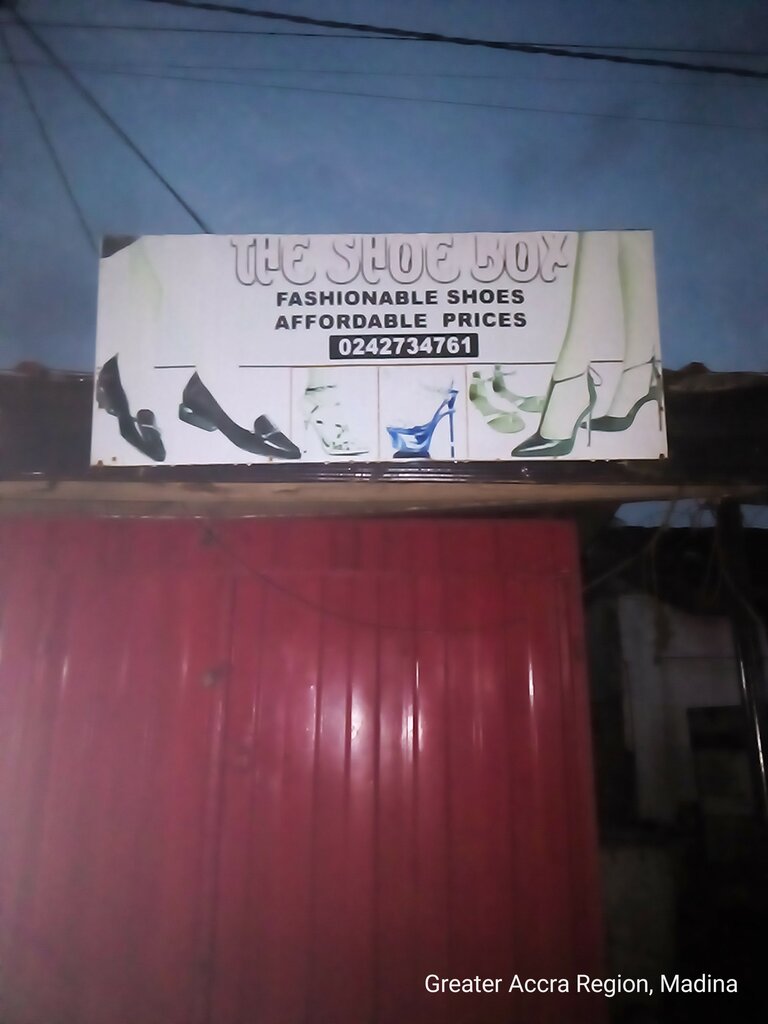 THE SHOE BOX
FASHIONABLE SHOES
AFFORDABLE PRICES
0242734761
Greater Accra Region, Madina